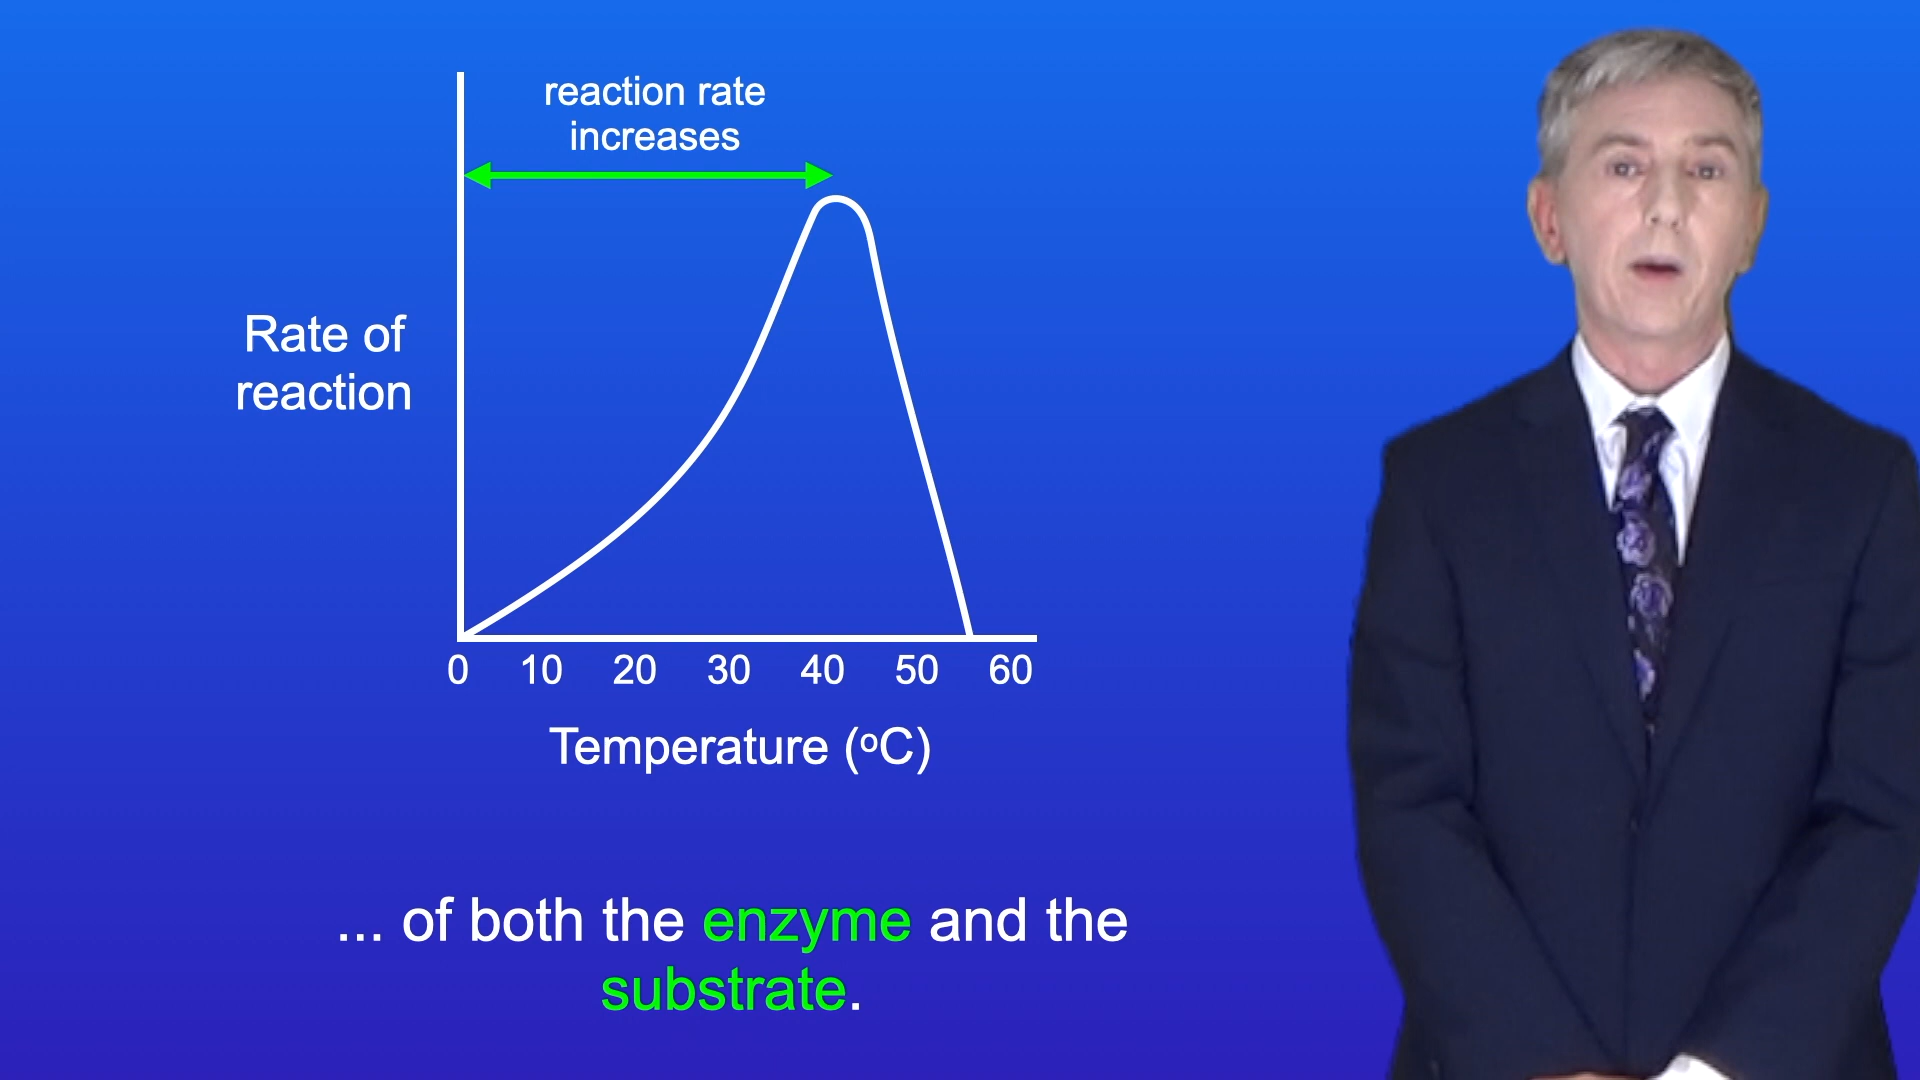 reaction rate
increases
Rate of
reaction
0 10 20 30 40 50 60
Temperature (oC)
... of both the enzyme and the
substrate.